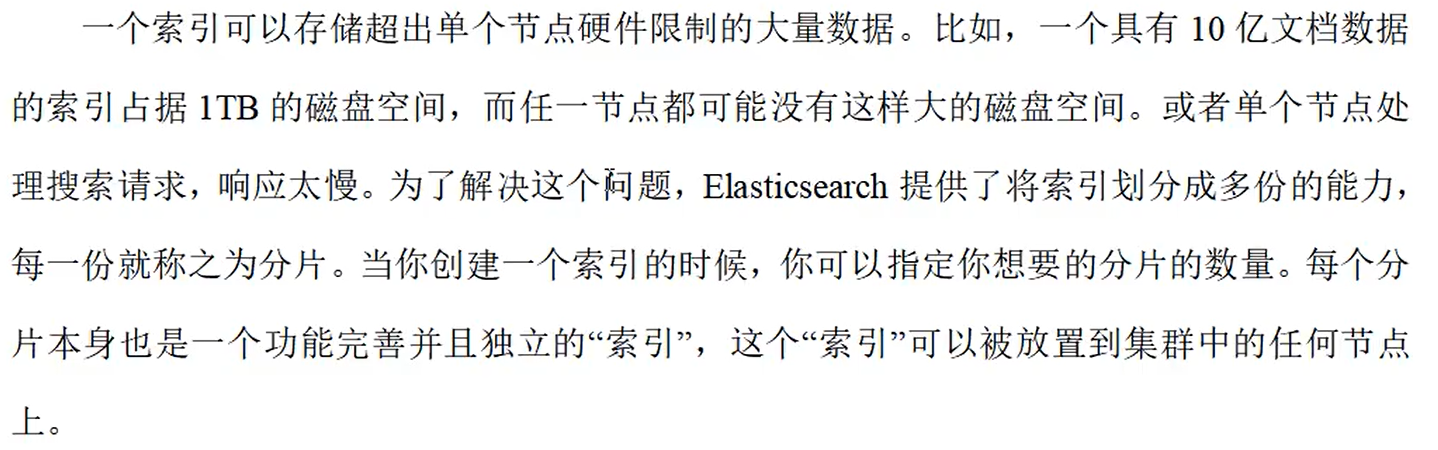 一个索引可以存储超出单个节点硬件限制的大量数据。比如，一个具有 10 亿文档数据
的索引占据 1TB 的磁盘空间，而任一节点都可能没有这样大的磁盘空间。或者单个节点处
理搜索请求，响应太慢。为了解决这个问题，Elasticsearch 提供了将索引划分成多份的能力，
每一份就称之为分片。当你创建一个索引的时候，你可以指定你想要的分片的数量。每个分
片本身也是一个功能完善并且独立的“索引”，这个“索引”可以被放置到集群中的任何节点
上。